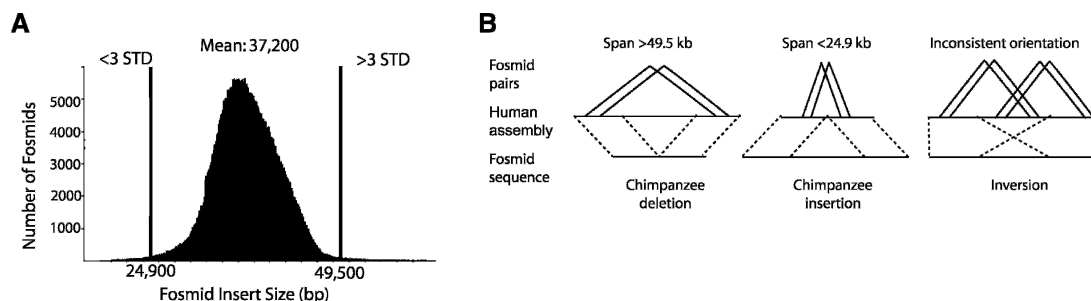 A
Mean: 37,200
<3 STD
>3 STD
Number of Fosmids
5000
4000
3000
2000
1000
24,900
49,500
Fosmid Insert Size (bp)
B
Span >49.5 kb
Span <24.9 kb
Inconsistent orientation
Fosmid
pairs
Human
assembly
Fosmid
sequence
Chimpanzee
deletion
Chimpanzee
insertion
Inversion